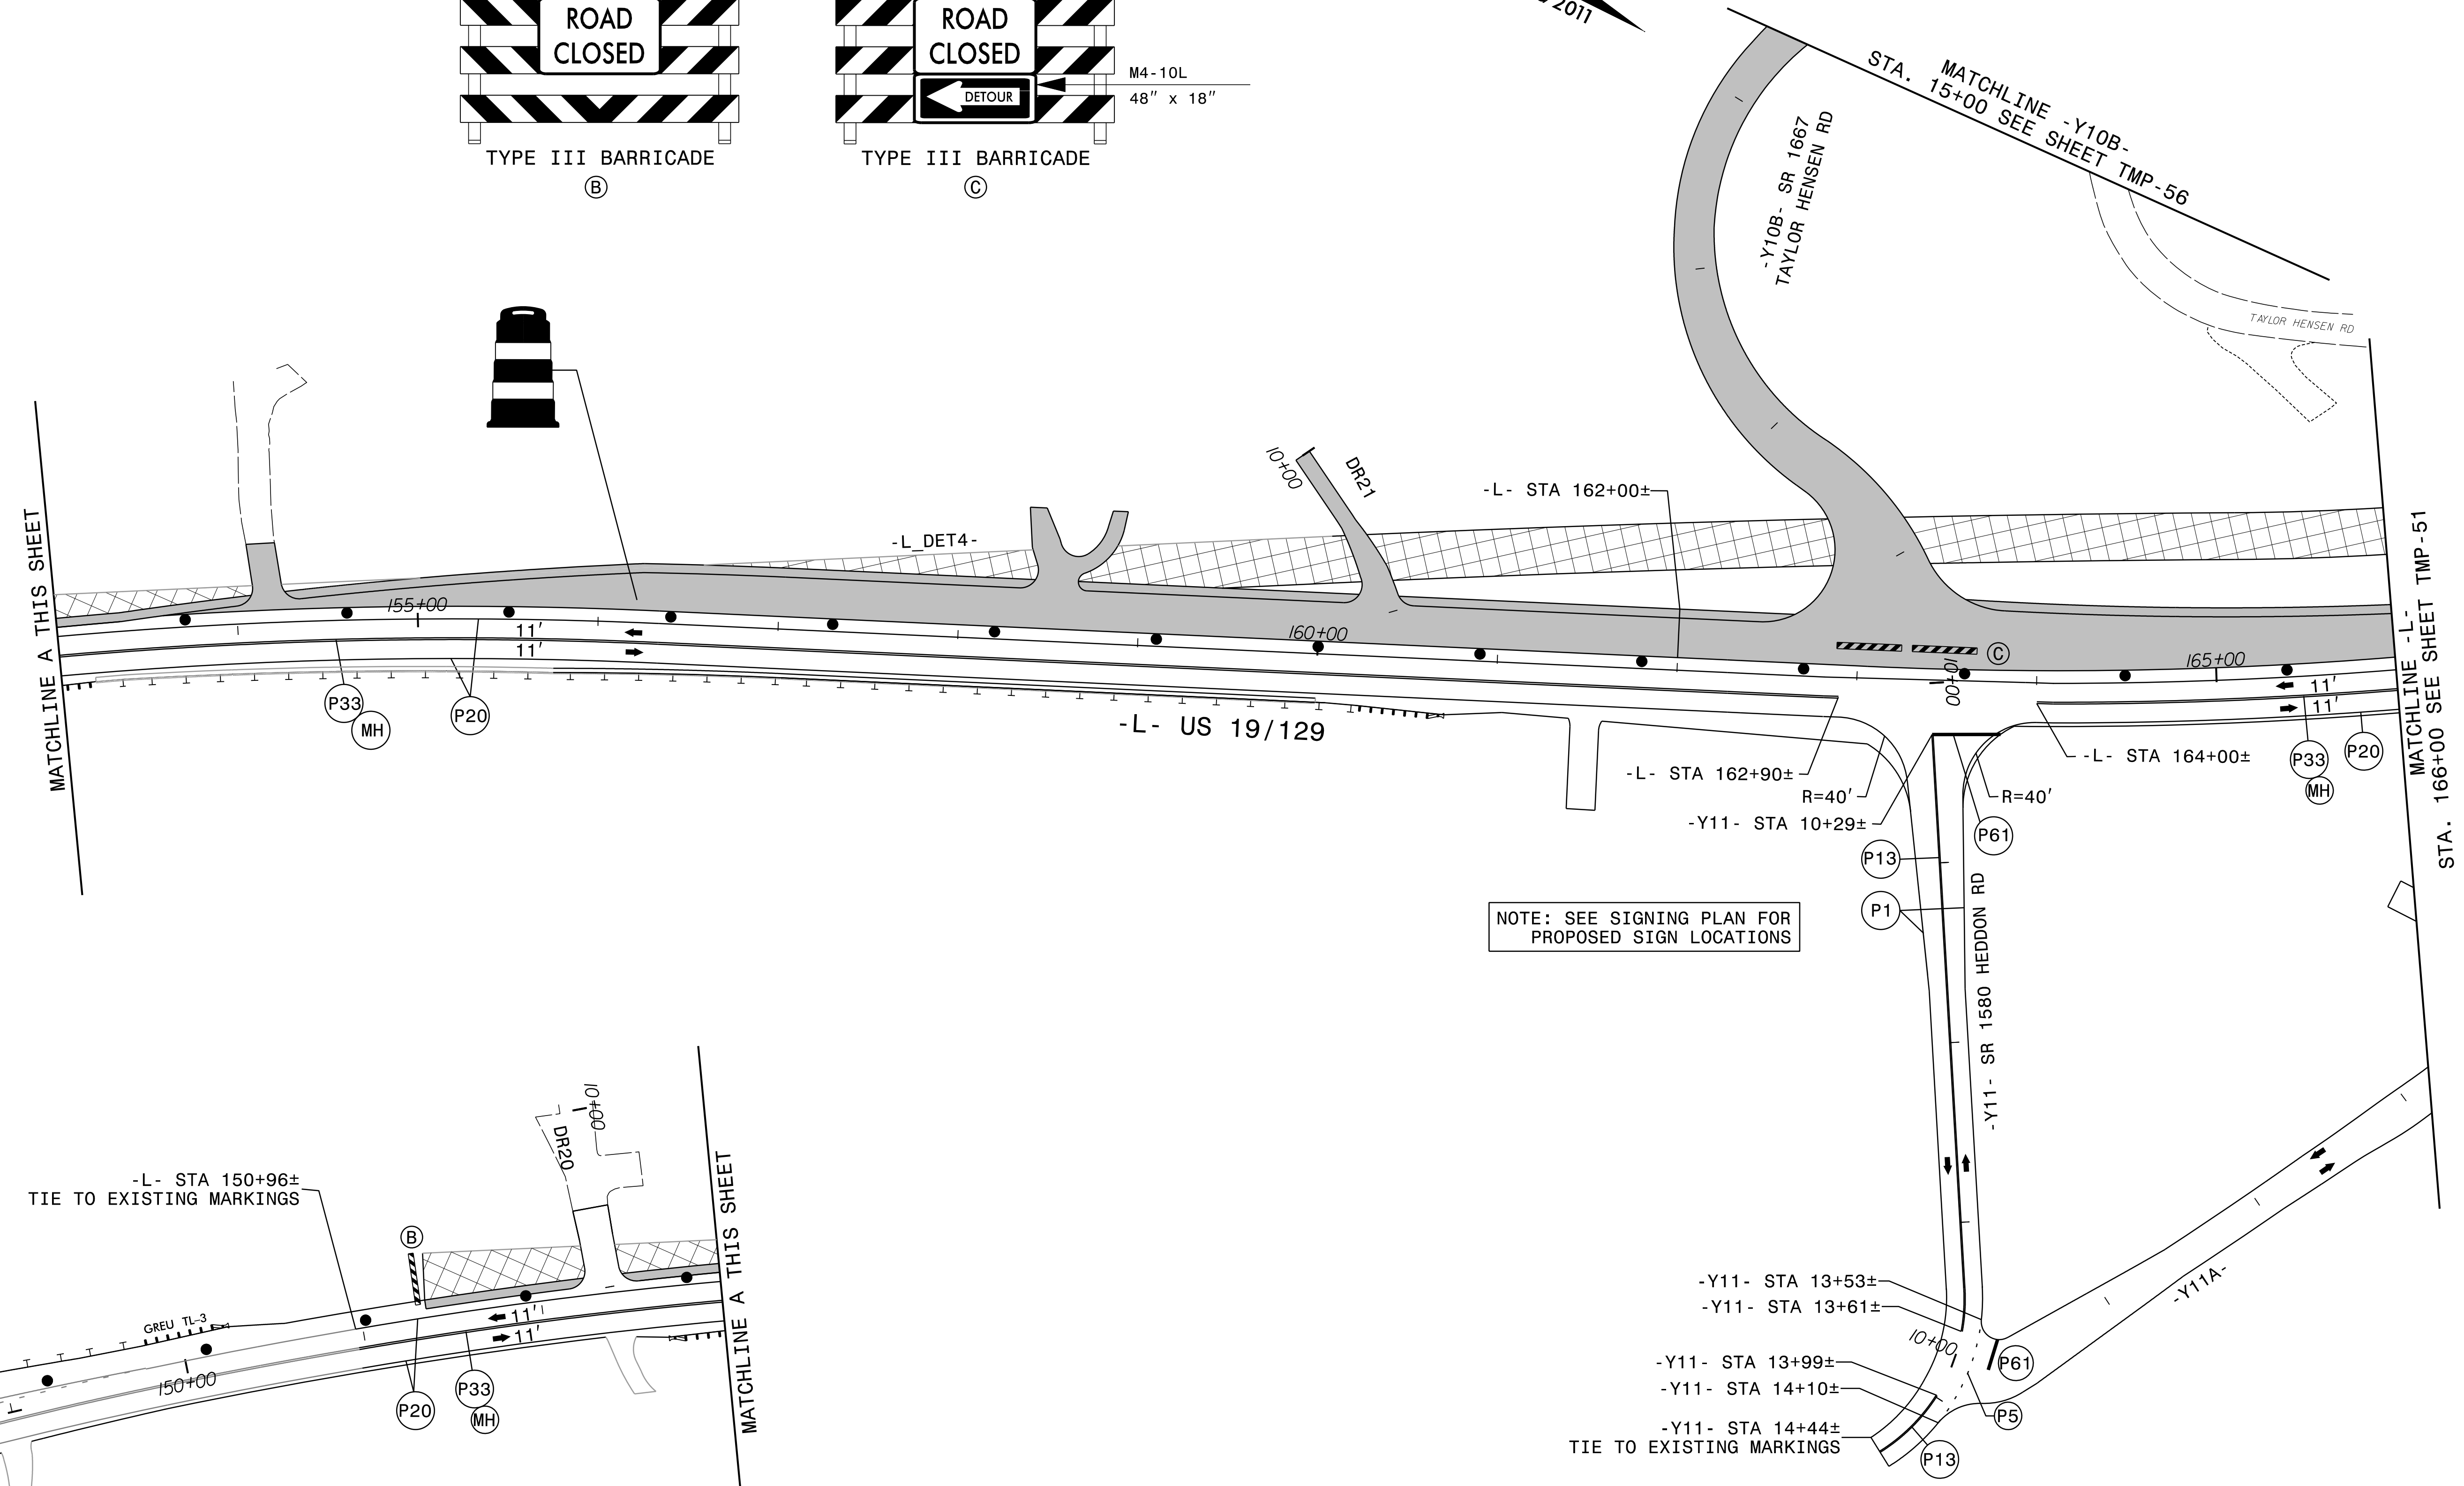 ROAD
CLOSED
TYPE III BARRICADE
B
ROAD
CLOSED
DETOUR
M4-10L
48" x 18"
TYPE III BARRICADE
C
/2011
MATCHLINE -Y10B-
STA. 15+00 SEE SHEET TMP-56
-Y10B- SR 1667
TAYLOR HENSEN RD
TAYLOR HENSEN RD
MATCHLINE A THIS SHEET
155+00
11'
11'
P33
MH
P20
-L_DET4-
10+00
DR21
160+00
-L- US 19/129
-L- STA 162+00±
C
10+00
165+00
11'
11'
-L- STA 162+90±
R=40'
-Y11- STA 10+29±
R=40'
P61
-L- STA 164+00±
P33
MH
P20
MATCHLINE -L-
STA. 166+00 SEE SHEET TMP-51
P13
P1
-Y11- SR 1580 HEDDON RD
NOTE: SEE SIGNING PLAN FOR
PROPOSED SIGN LOCATIONS
10+00
DR20
MATCHLINE A THIS SHEET
-L- STA 150+96±
TIE TO EXISTING MARKINGS
B
GREU TL-3
150+00
11'
11'
P20
P33
MH
-Y11- STA 13+53±
-Y11- STA 13+61±
10+00
-Y11A-
P61
-Y11- STA 13+99±
-Y11- STA 14+10±
P5
-Y11- STA 14+44±
TIE TO EXISTING MARKINGS
P13